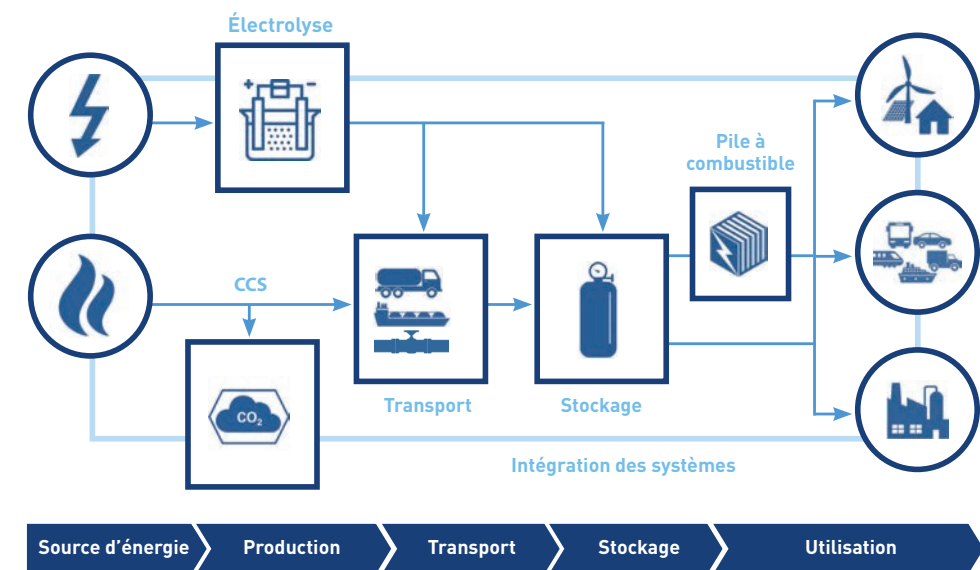 Électrolyse
Pile à
combustible
CCS
CO₂
Transport
Stockage
Intégration des systèmes
Source d'énergie
Production
Transport
Stockage
Utilisation